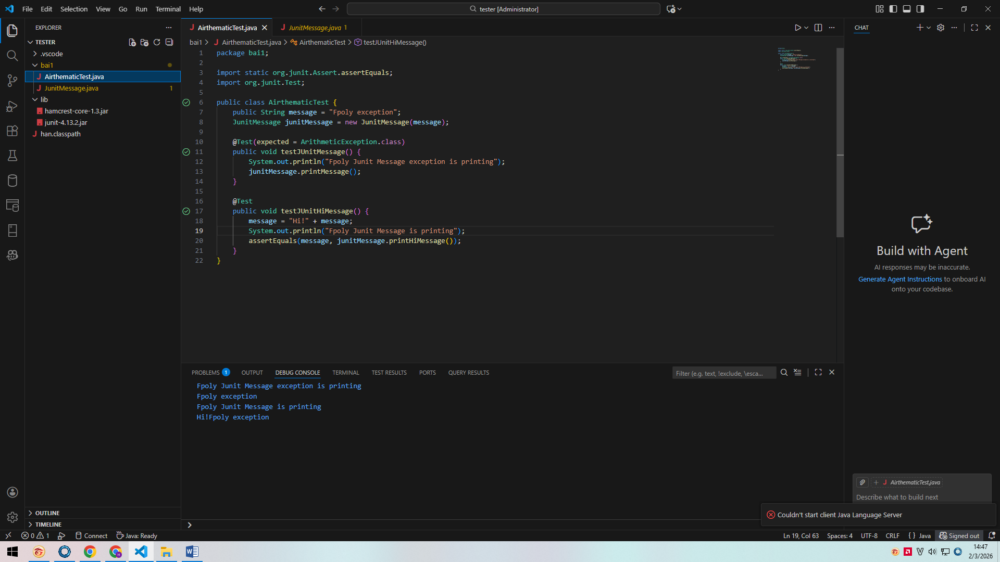 File Edit Selection View Go Run Terminal Help
tester [Administrator]
EXPLORER
TESTER
.vscode
bai1
AirthematicTest.java
JunitMessage.java 1
lib
hamcrest-core-1.3.jar
junit-4.13.2.jar
han.classpath
OUTLINE
TIMELINE
AirthematicTest.java
JunitMessage.java 1
bai1 > AirthematicTest.java > AirthematicTest > testJUnitHiMessage()
1 package bai1;
2
3 import static org.junit.Assert.assertEquals;
4 import org.junit.Test;
5
6 public class AirthematicTest {
7 public String message = "Fpoly exception";
8 JunitMessage junitMessage = new JunitMessage(message);
9
10 @Test(expected = ArithmeticException.class)
11 public void testJUnitMessage() {
12 System.out.println("Fpoly Junit Message exception is printing");
13 junitMessage.printMessage();
14 }
15
16 @Test
17 public void testJUnitHiMessage() {
18 message = "Hi!" + message;
19 System.out.println("Fpoly Junit Message is printing");
20 assertEquals(message, junitMessage.printHiMessage());
21 }
22 }
PROBLEMS 1 OUTPUT DEBUG CONSOLE TERMINAL TEST RESULTS PORTS QUERY RESULTS
Filter (e.g. text, !exclude, \esca...
Fpoly Junit Message exception is printing
Fpoly exception
Fpoly Junit Message is printing
Hi!Fpoly exception
CHAT
Build with Agent
AI responses may be inaccurate.
Generate Agent Instructions to onboard AI
onto your codebase.
AirthematicTest.java
Describe what to build next
Couldn't start client Java Language Server
0 1 Connect Java: Ready
Ln 19, Col 63 Spaces: 4 UTF-8 CRLF { } Java Signed out
14:47
2/3/2026